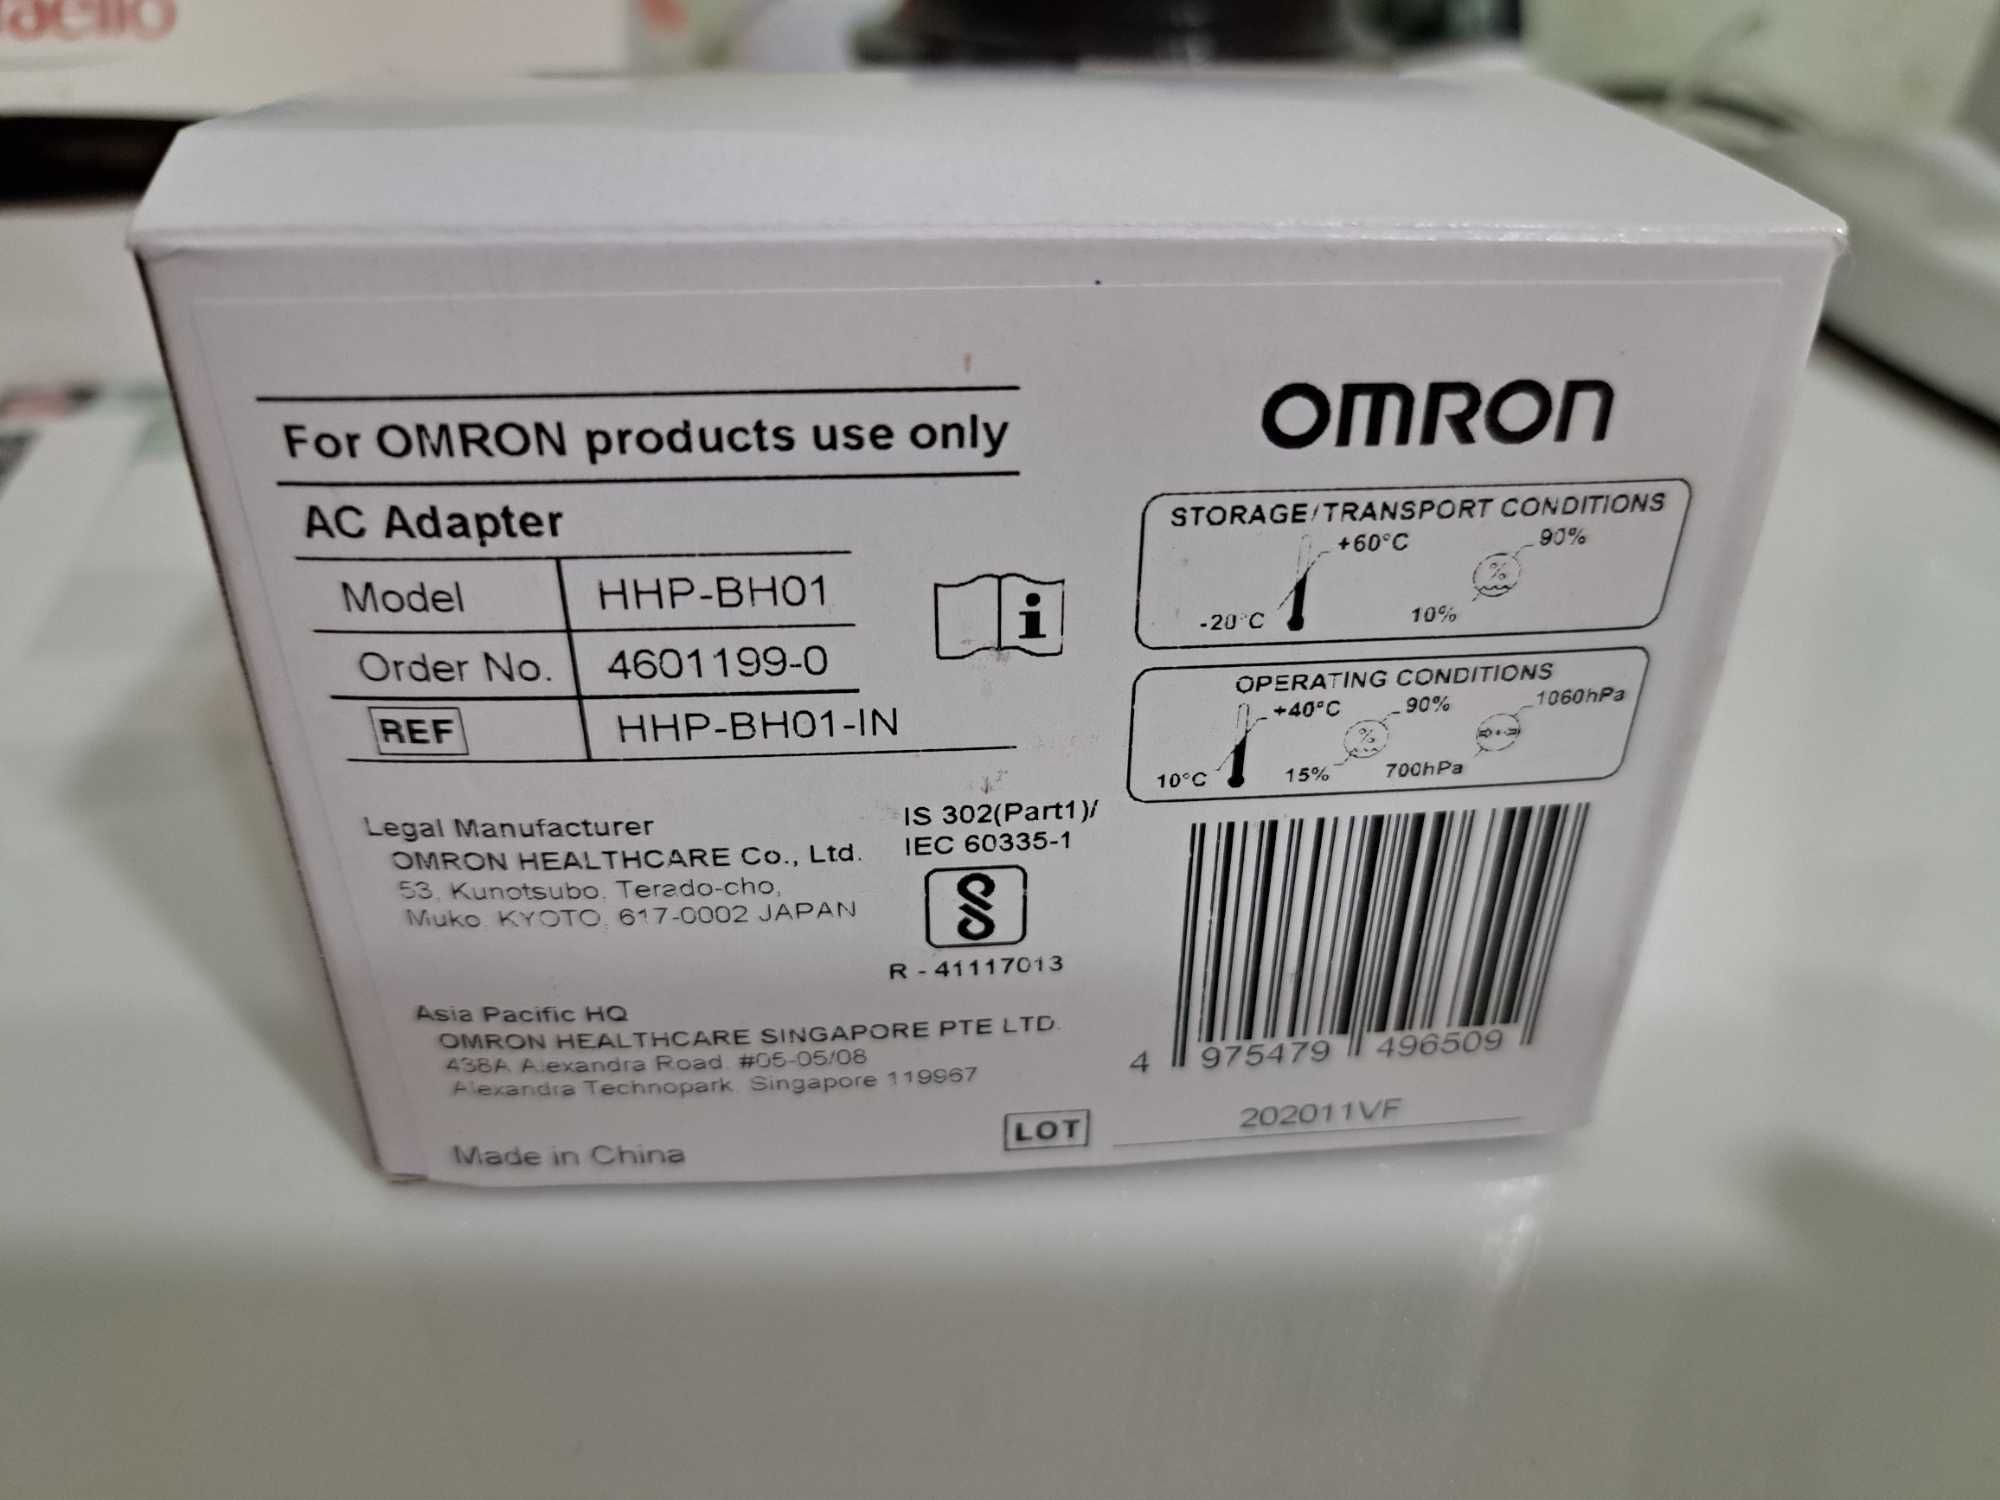 For OMRON products use only
AC Adapter
Model HHP-BH01
Order No. 4601199-0
REF HHP-BH01-IN
Legal Manufacturer
OMRON HEALTHCARE Co., Ltd.
53, Kunotsubo, Terado-cho,
Muko, KYOTO, 617-0002 JAPAN
IS 302(Part1)/
IEC 60335-1
R - 41117013
Asia Pacific HQ
OMRON HEALTHCARE SINGAPORE PTE LTD.
438A Alexandra Road, #05-05/08
Alexandra Technopark, Singapore 119967
Made in China
OMRON
STORAGE/TRANSPORT CONDITIONS
+60°C 90%
-20°C 10%
%
OPERATING CONDITIONS
+40°C 90% 1060hPa
10°C 15% 700hPa
%
4 975479 496509
LOT 202011VF